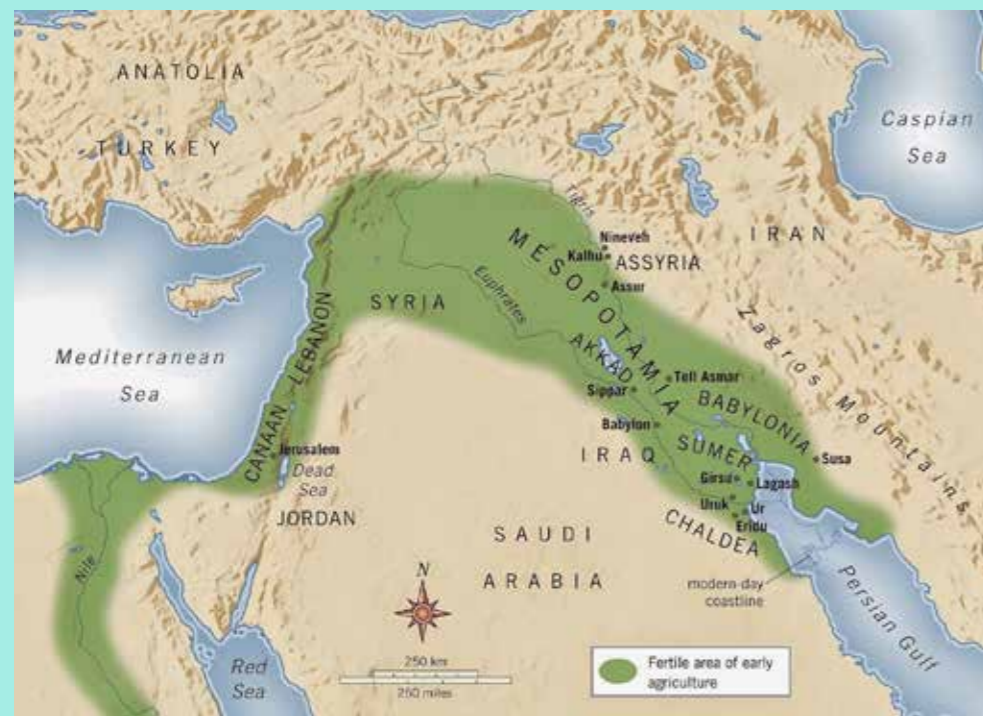 ANATOLIA
TURKEY
Caspian
Sea
Tigris
Nineveh
Kalhu
ASSYRIA
Assur
IRAN
MESOPOTAMIA
Euphrates
SYRIA
LEBANON
CANAAN
Mediterranean
Sea
Zagros Mountains
AKKAD
Tell Asmar
Sippar
BABYLONIA
Babylon
SUMER
IRAQ
Susa
Girsu
Lagash
Uruk
Ur
Eridu
CHALDEA
Jerusalem
Dead
Sea
JORDAN
SAUDI
ARABIA
Nile
modern-day
coastline
Persian Gulf
N
250 km
250 miles
Red
Sea
Fertile area of early
agriculture